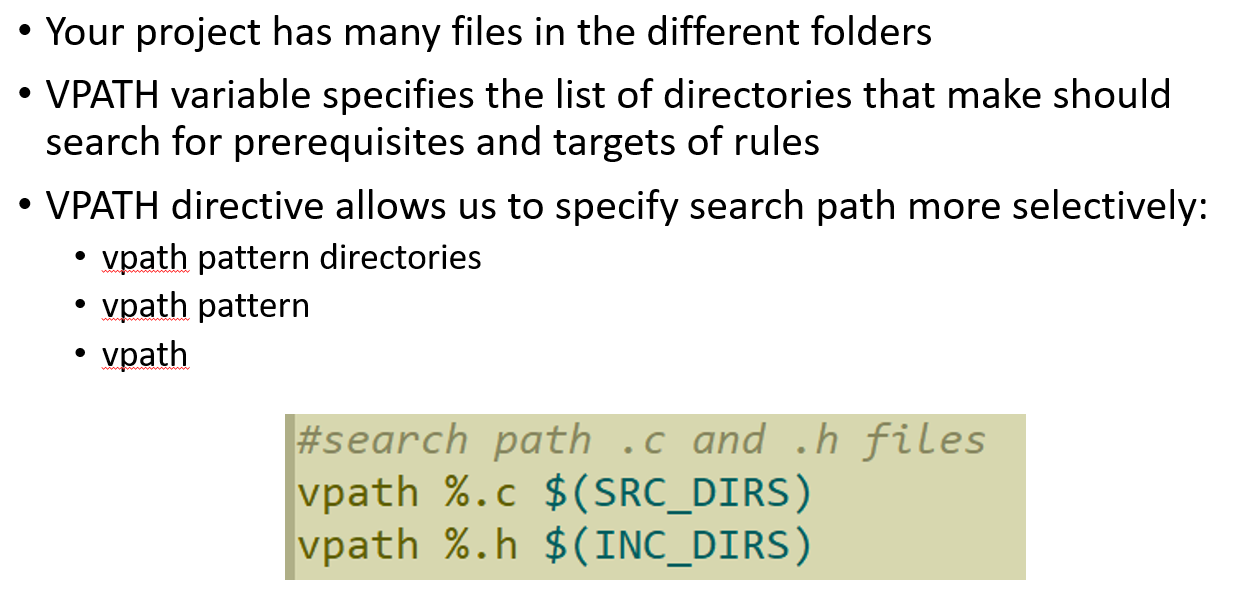 • Your project has many files in the different folders
• VPATH variable specifies the list of directories that make should
search for prerequisites and targets of rules
• VPATH directive allows us to specify search path more selectively:
• vpath pattern directories
• vpath pattern
• vpath
#search path .c and .h files
vpath %.c $(SRC_DIRS)
vpath %.h $(INC_DIRS)